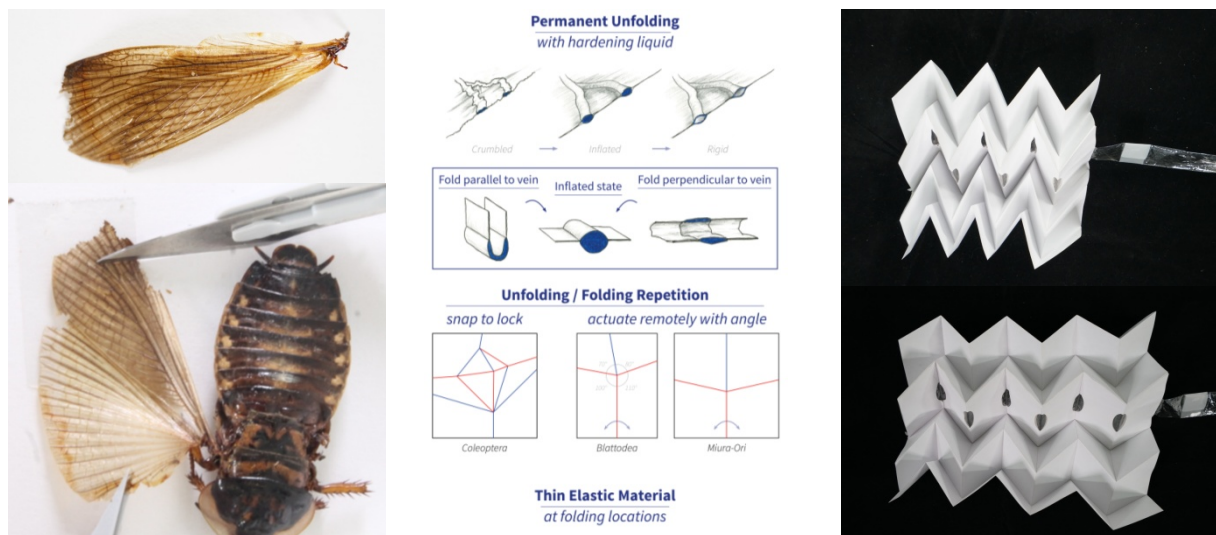 Permanent Unfolding
with hardening liquid
Crumbled
Inflated
Rigid
Fold parallel to vein
Inflated state
Fold perpendicular to vein
Unfolding / Folding Repetition
snap to lock
actuate remotely with angle
Coleoptera
Blattodea
Miura-Ori
Thin Elastic Material
at folding locations